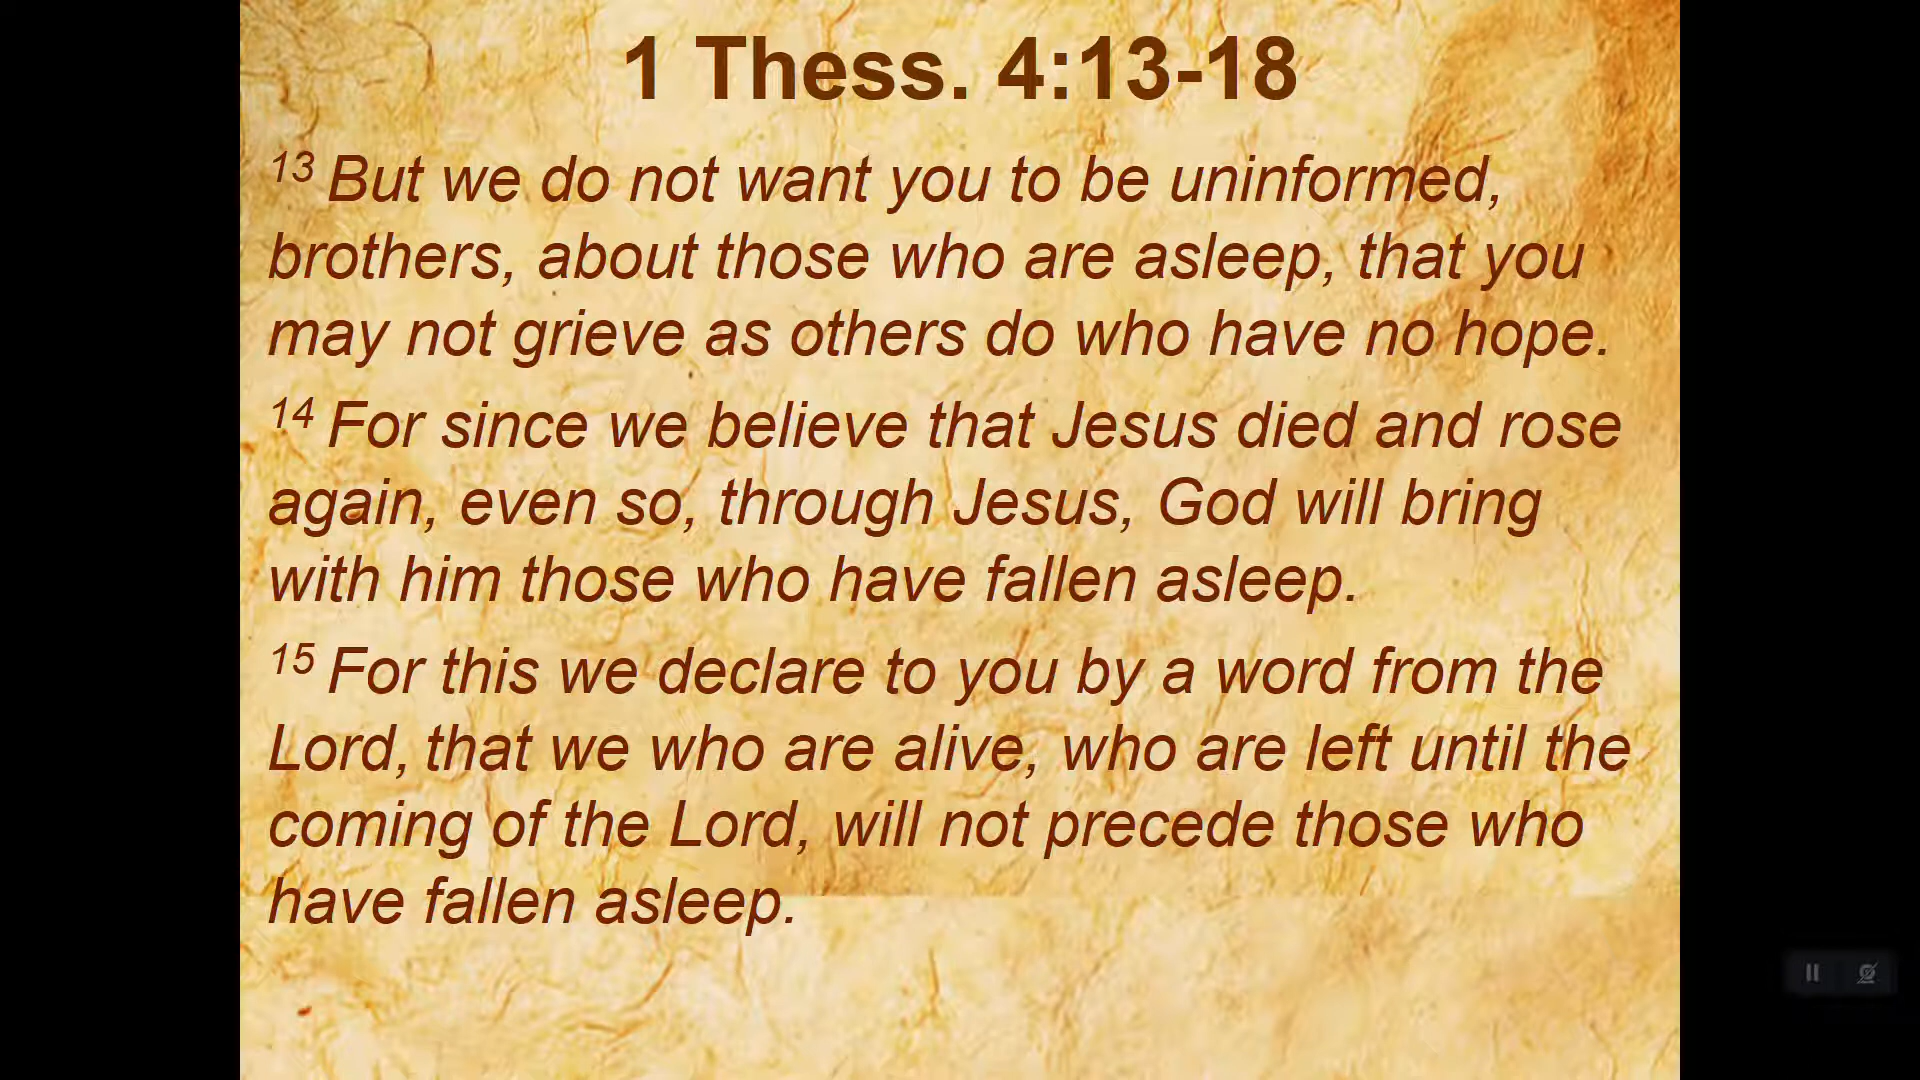 1 Thess. 4:13-18
13 But we do not want you to be uninformed,
brothers, about those who are asleep, that you
may not grieve as others do who have no hope.
14 For since we believe that Jesus died and rose
again, even so, through Jesus, God will bring
with him those who have fallen asleep.
15 For this we declare to you by a word from the
Lord, that we who are alive, who are left until the
coming of the Lord, will not precede those who
have fallen asleep.